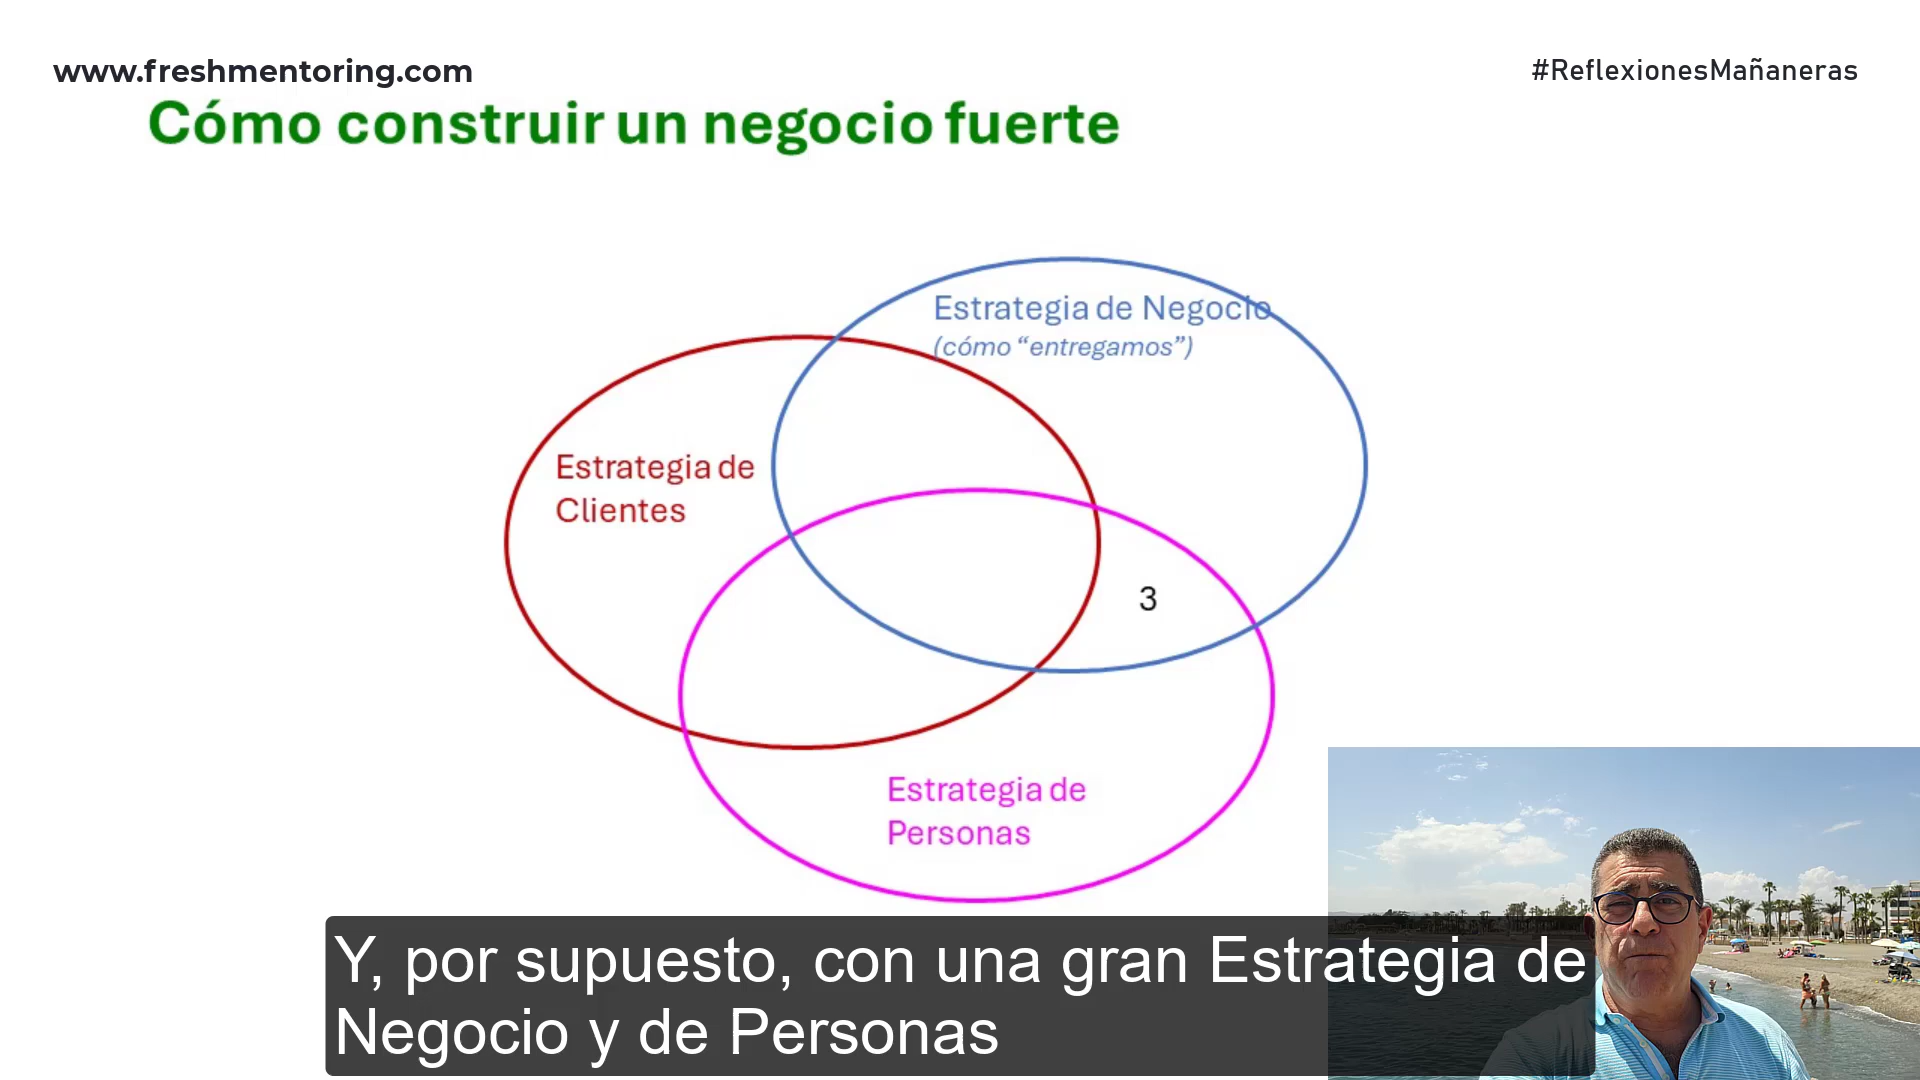 www.freshmentoring.com
#ReflexionesMañaneras
Cómo construir un negocio fuerte
Estrategia de Negocio
(cómo “entregamos”)
Estrategia de
Clientes
3
Estrategia de
Personas
Y, por supuesto, con una gran Estrategia de
Negocio y de Personas